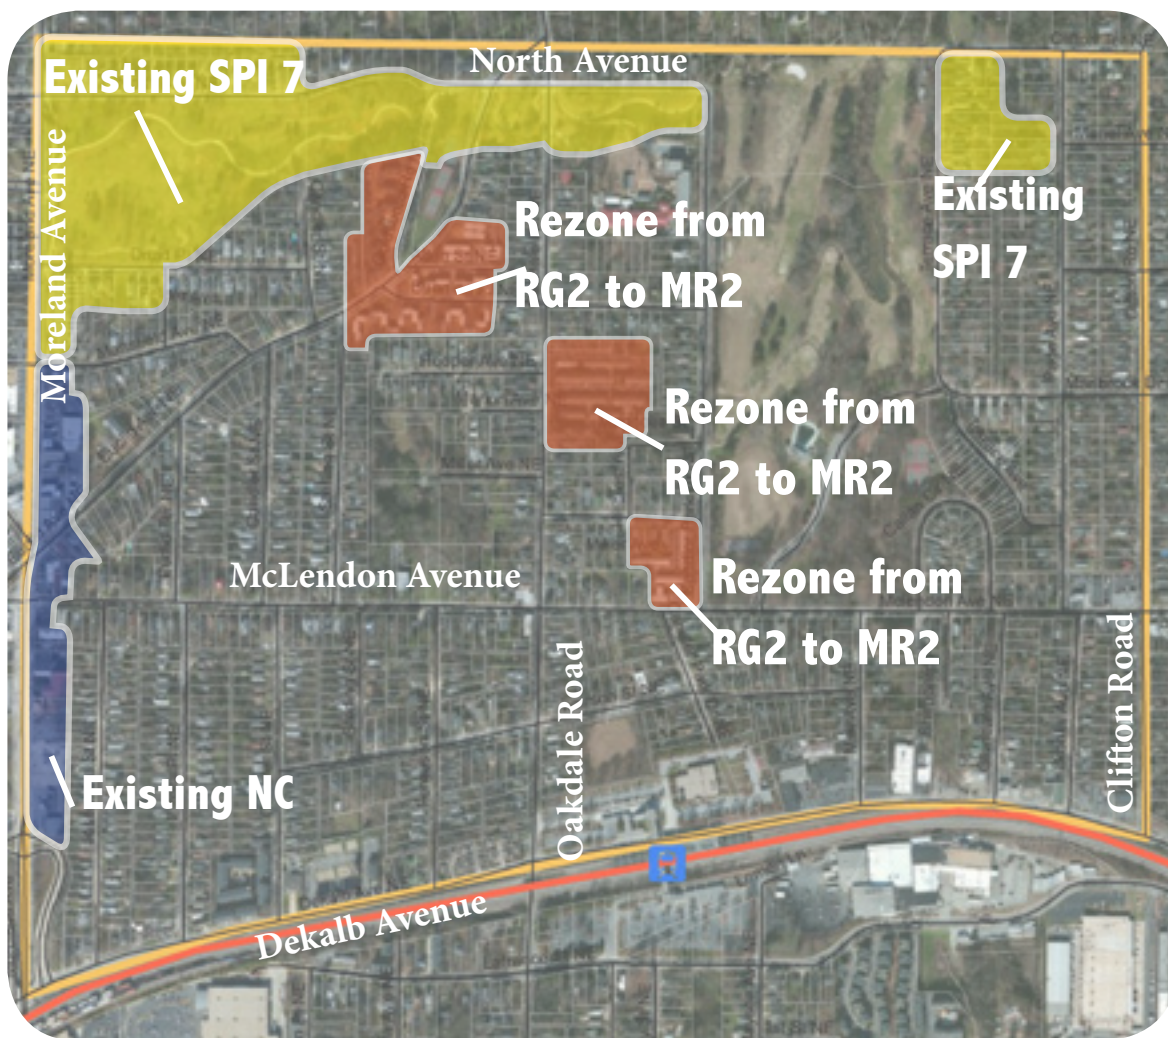 North Avenue
Existing SPI 7
Moreland Avenue
Existing
SPI 7
Rezone from
RG2 to MR2
Rezone from
RG2 to MR2
McLendon Avenue
Rezone from
RG2 to MR2
Oakdale Road
Clifton Road
Existing NC
Dekalb Avenue